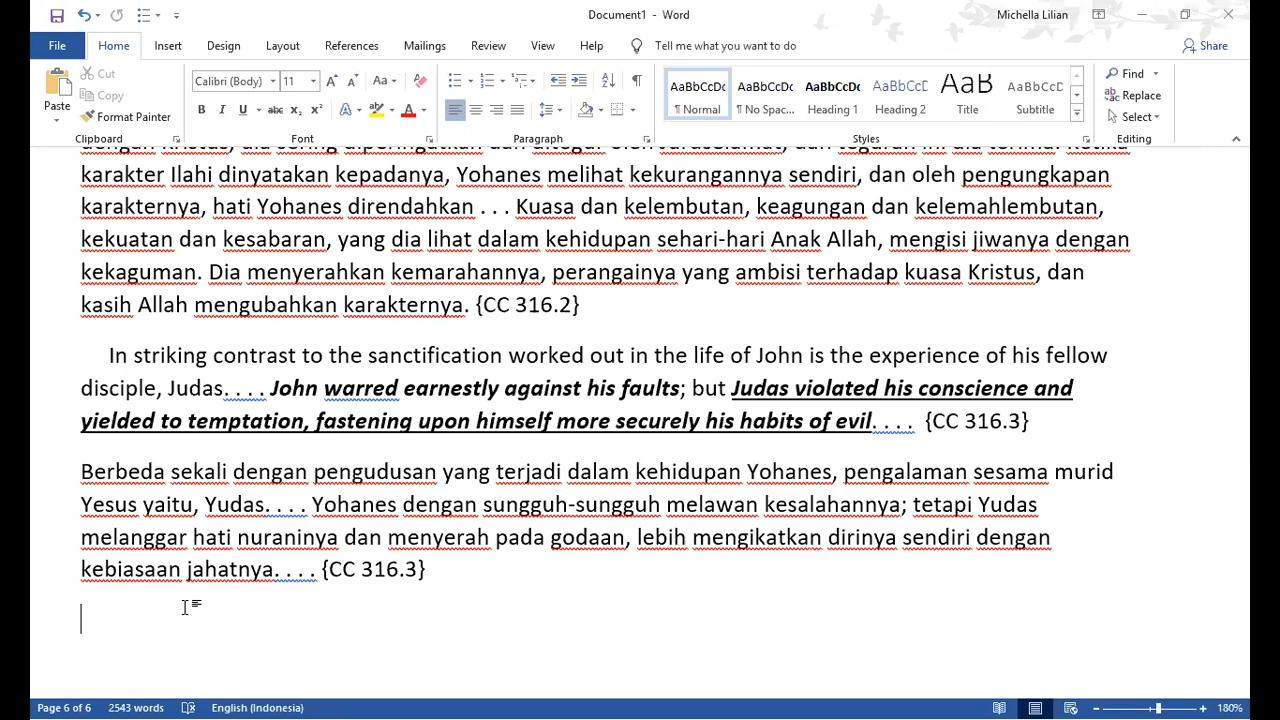 Document1 - Word
Michella Lilian
File Home Insert Design Layout References Mailings Review View Help Tell me what you want to do Share
Paste
Cut
Copy
Format Painter
Clipboard
Calibri (Body) 11
Font
Paragraph
AaBbCcDc AaBbCcDc AaBbCcDc AaBbCcDc AaB AaBbCcDc
¶ Normal ¶ No Spac... Heading 1 Heading 2 Title Subtitle
Styles
Find
Replace
Select
Editing
karakter Ilahi dinyatakan kepadanya, Yohanes melihat kekurangannya sendiri, dan oleh pengungkapan
karakternya, hati Yohanes direndahkan . . . Kuasa dan kelembutan, keagungan dan kelemahlembutan,
kekuatan dan kesabaran, yang dia lihat dalam kehidupan sehari-hari Anak Allah, mengisi jiwanya dengan
kekaguman. Dia menyerahkan kemarahannya, perangainya yang ambisi terhadap kuasa Kristus, dan
kasih Allah mengubahkan karakternya. {CC 316.2}
In striking contrast to the sanctification worked out in the life of John is the experience of his fellow
disciple, Judas. . . . John warred earnestly against his faults; but Judas violated his conscience and
yielded to temptation, fastening upon himself more securely his habits of evil. . . . {CC 316.3}
Berbeda sekali dengan pengudusan yang terjadi dalam kehidupan Yohanes, pengalaman sesama murid
Yesus yaitu, Yudas. . . . Yohanes dengan sungguh-sungguh melawan kesalahannya; tetapi Yudas
melanggar hati nuraninya dan menyerah pada godaan, lebih mengikatkan dirinya sendiri dengan
kebiasaan jahatnya. . . . {CC 316.3}
Page 6 of 6 2543 words English (Indonesia) 180%